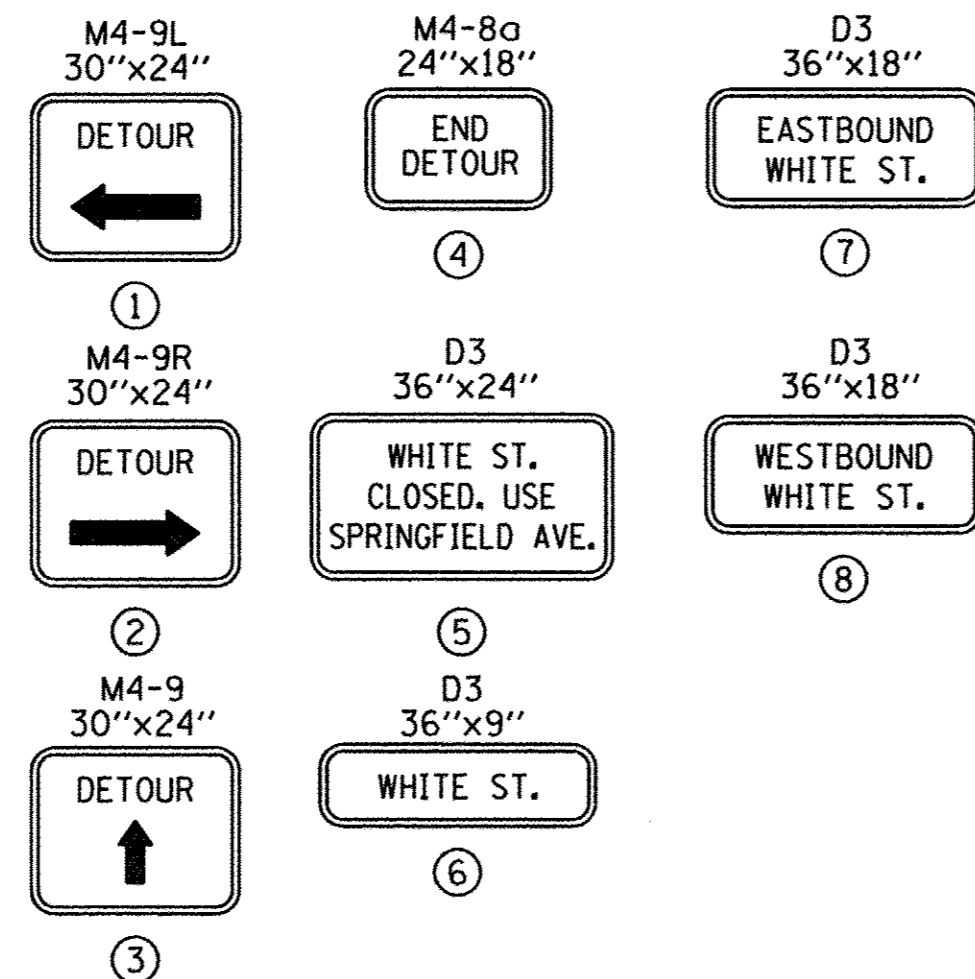 M4-9L
30"x24"
DETOUR
1
M4-9R
30"x24"
DETOUR
2
M4-9
30"x24"
DETOUR
3
M4-8a
24"x18"
END
DETOUR
4
D3
36"x24"
WHITE ST.
CLOSED. USE
SPRINGFIELD AVE.
5
D3
36"x9"
WHITE ST.
6
D3
36"x18"
EASTBOUND
WHITE ST.
7
D3
36"x18"
WESTBOUND
WHITE ST.
8